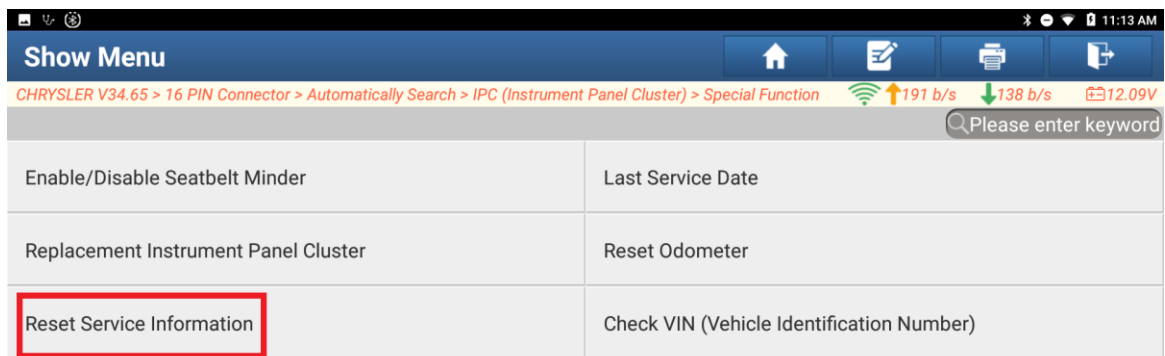 11:13 AM
Show Menu
CHRYSLER V34.65 > 16 PIN Connector > Automatically Search > IPC (Instrument Panel Cluster) > Special Function 191 b/s 138 b/s 12.09V
Please enter keyword
Enable/Disable Seatbelt Minder Last Service Date
Replacement Instrument Panel Cluster Reset Odometer
Reset Service Information Check VIN (Vehicle Identification Number)